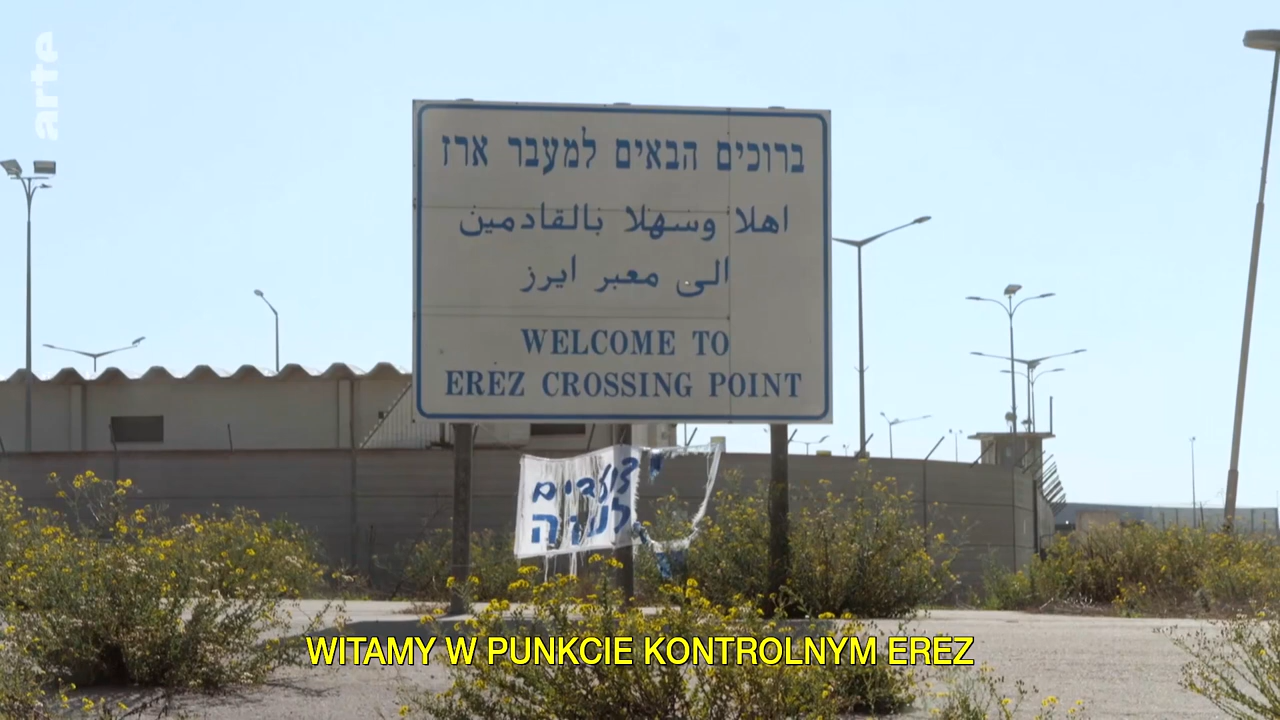 arte
ברוכים הבאים למעבר ארז
اهلا وسهلا بالقادمين
الى معبر ايرز
WELCOME TO
EREZ CROSSING POINT
צועדים
WITAMY W PUNKCIE KONTROLNYM EREZ